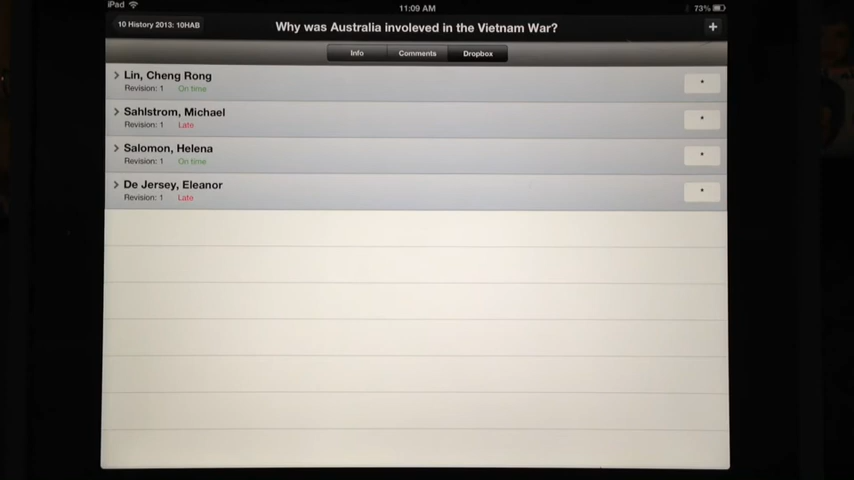 iPad
11:09 AM
73%
10 History 2013: 10HAB
Why was Australia involeved in the Vietnam War?
+
Info
Comments
Dropbox
Lin, Cheng Rong
Revision: 1 On time
*
Sahlstrom, Michael
Revision: 1 Late
*
Salomon, Helena
Revision: 1 On time
*
De Jersey, Eleanor
Revision: 1 Late
*